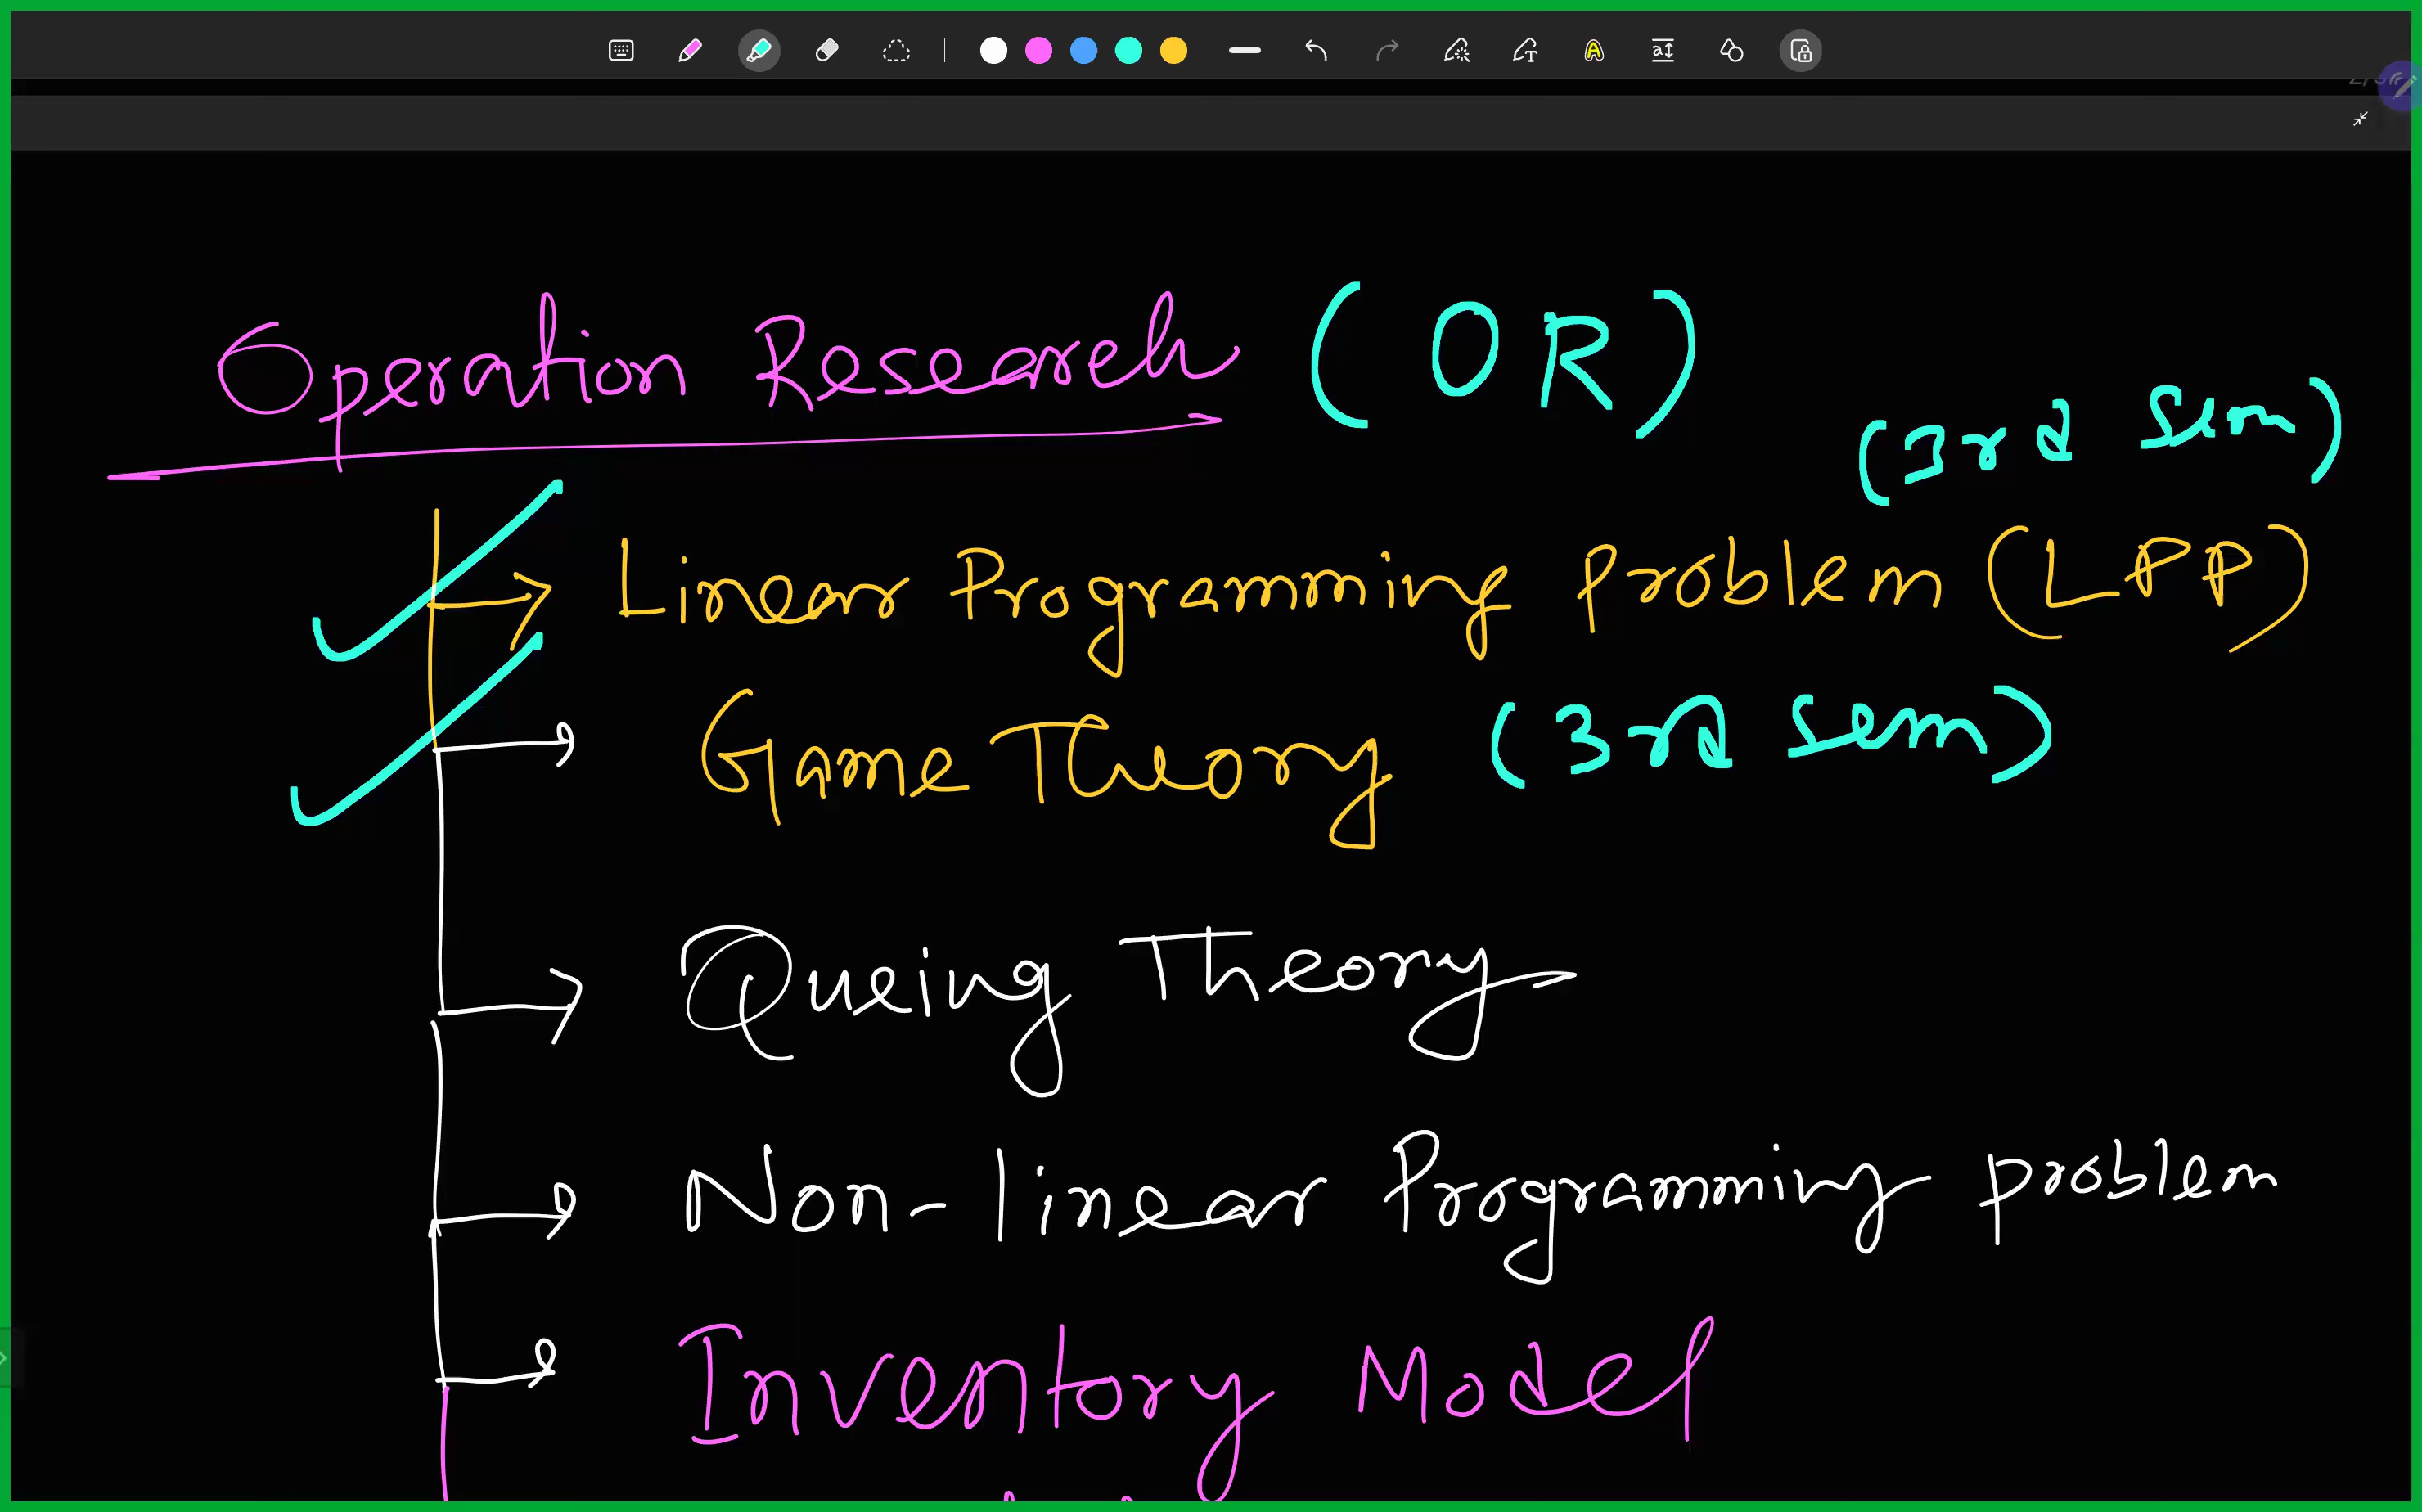 Operation Research (OR)
(3rd Sem)
Linear Programming Problem (LPP)
Game Theory (3rd Sem)
Queing Theory
Non-linear Programming problem
Inventory Model